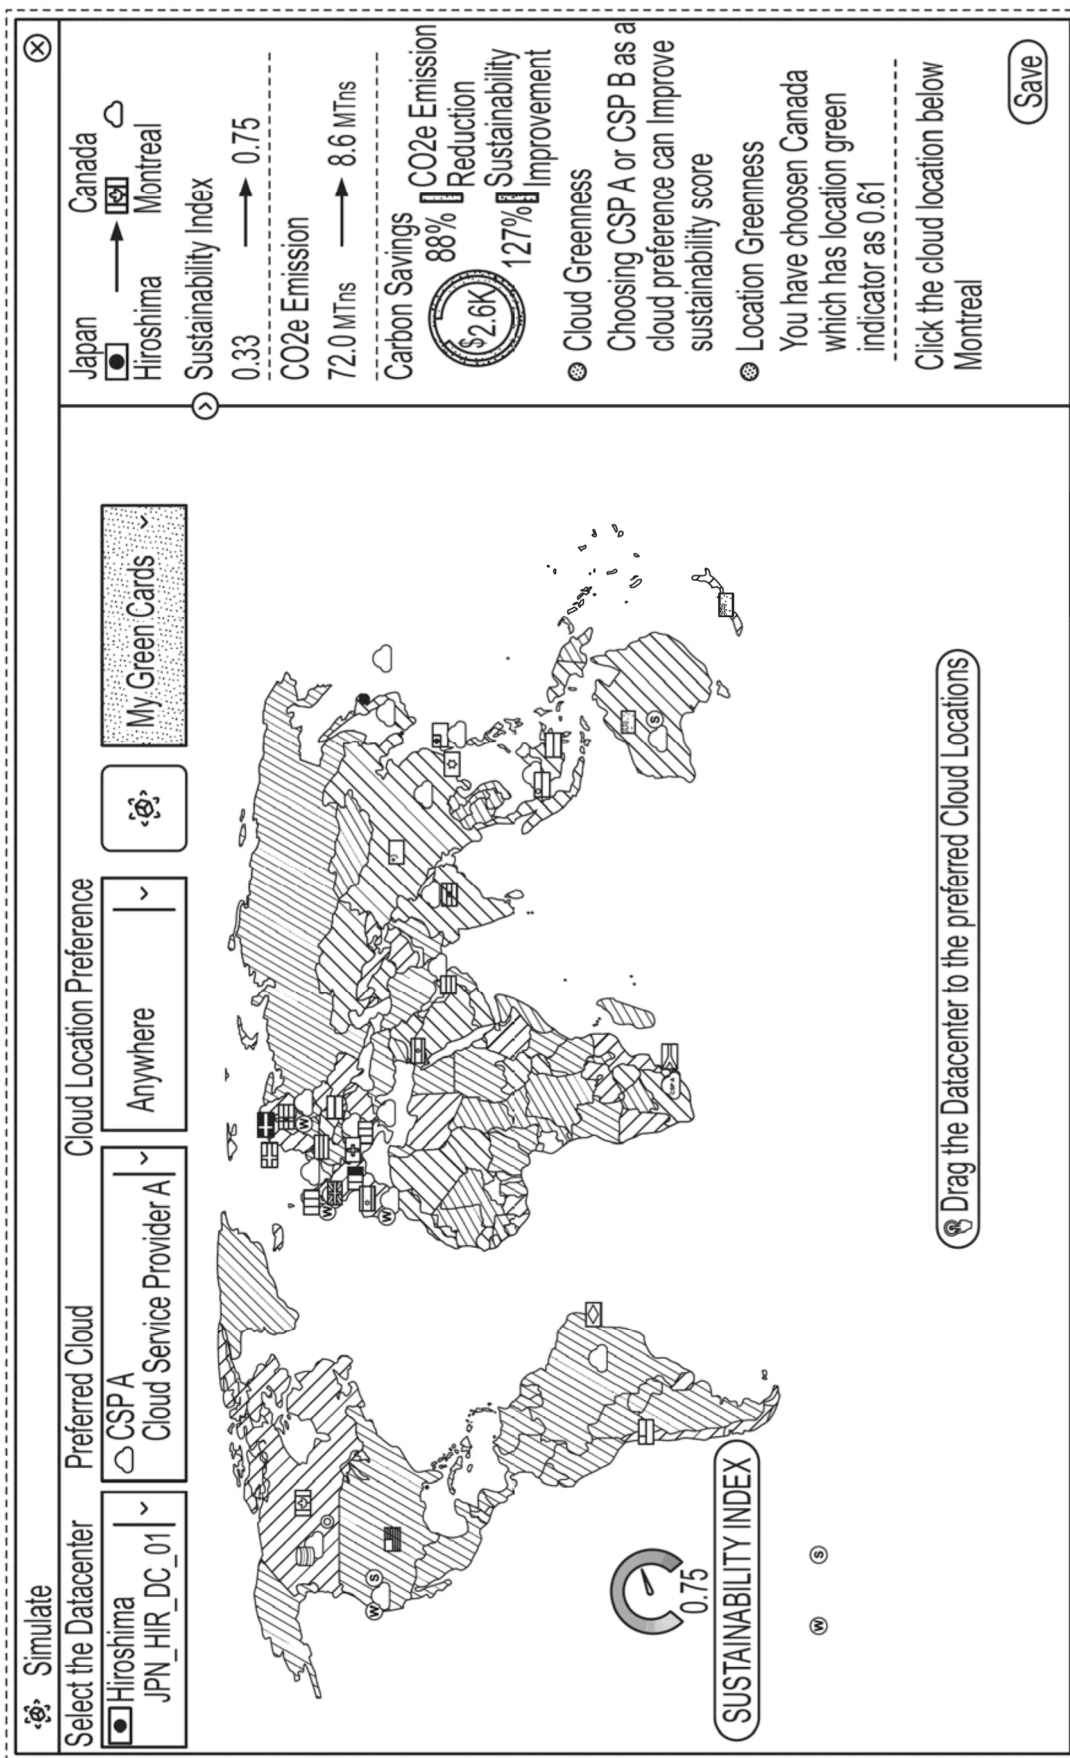 Simulate
Select the Datacenter
Hiroshima
JPN_HIR_DC_01
Preferred Cloud
CSP A
Cloud Service Provider A
Cloud Location Preference
Anywhere
My Green Cards
W
W
W
W
S
S
CSP A
0.75
SUSTAINABILITY INDEX
W
S
Drag the Datacenter to the preferred Cloud Locations
Japan
Canada
Hiroshima
Montreal
Sustainability Index
0.33
0.75
CO2e Emission
72.0 MTns
8.6 MTns
Carbon Savings
$2.6K
88%
CO2e Emission
Reduction
127%
Sustainability
Improvement
Cloud Greenness
Choosing CSP A or CSP B as a
cloud preference can Improve
sustainability score
Location Greenness
You have chosen Canada
which has location green
indicator as 0.61
Click the cloud location below
Montreal
Save